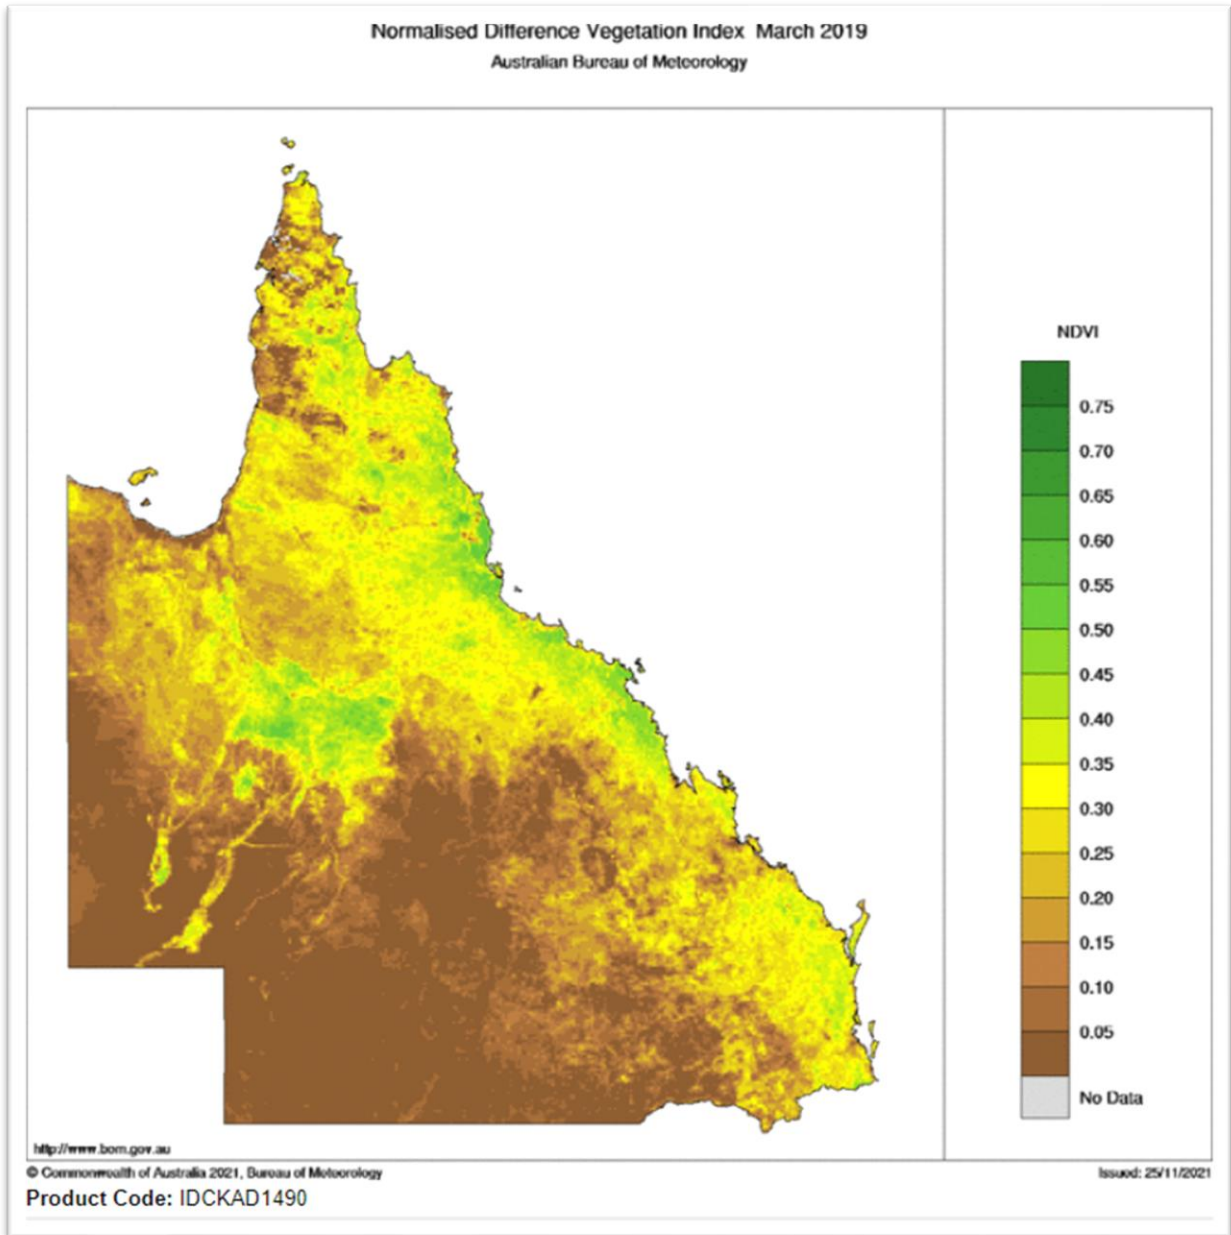 Normalised Difference Vegetation Index  March 2019
Australian Bureau of Meteorology
NDVI
0.75
0.70
0.65
0.60
0.55
0.50
0.45
0.40
0.35
0.30
0.25
0.20
0.15
0.10
0.05
No Data
http://www.bom.gov.au
© Commonwealth of Australia 2021, Bureau of Meteorology
Issued: 25/11/2021
Product Code: IDCKAD1490